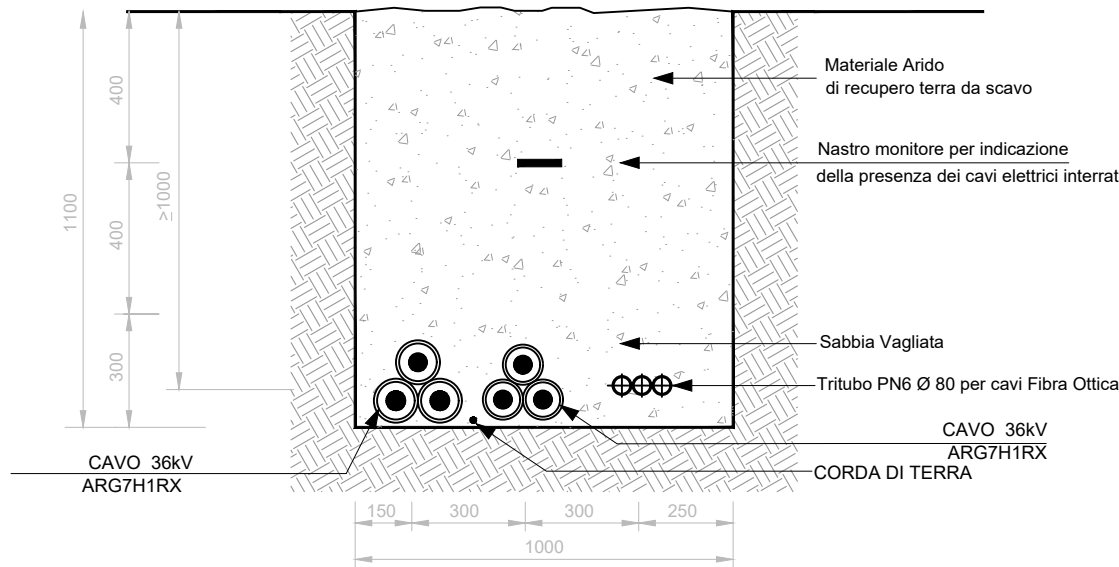 Materiale Arido
di recupero terra da scavo
Nastro monitore per indicazione
della presenza dei cavi elettrici interrat
Sabbia Vagliata
Tritubo PN6 Ø 80 per cavi Fibra Ottica
CAVO 36kV
ARG7H1RX
CORDA DI TERRA
CAVO 36kV
ARG7H1RX
1100
400
400
300
≥1000
150
300
300
250
1000